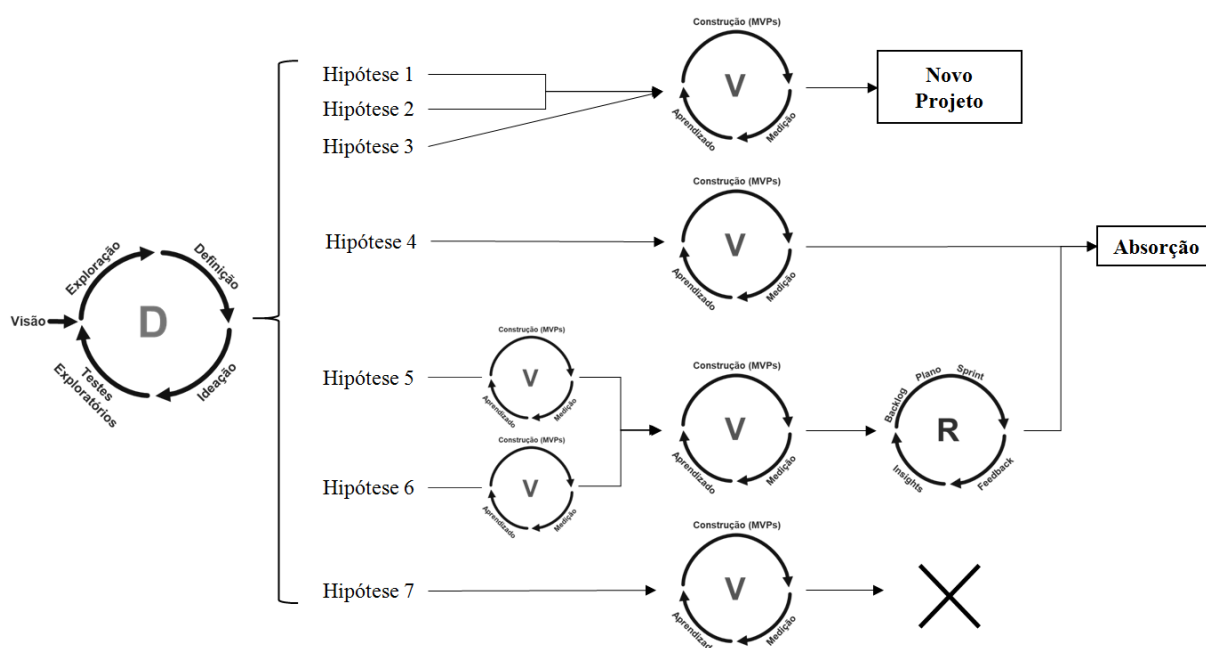 Visão
Exploração
Definição
Ideação
Testes
Exploratórios
D
Hipótese 1
Hipótese 2
Hipótese 3
Construção (MVPs)
V
Aprendizado
Medição
Novo
Projeto
Hipótese 4
Construção (MVPs)
V
Aprendizado
Medição
Absorção
Hipótese 5
Construção (MVPs)
V
Aprendizado
Medição
Hipótese 6
Construção (MVPs)
V
Aprendizado
Medição
Construção (MVPs)
V
Aprendizado
Medição
Backlog
Plano
Sprint
R
Insights
Feedback
Hipótese 7
Construção (MVPs)
V
Aprendizado
Medição